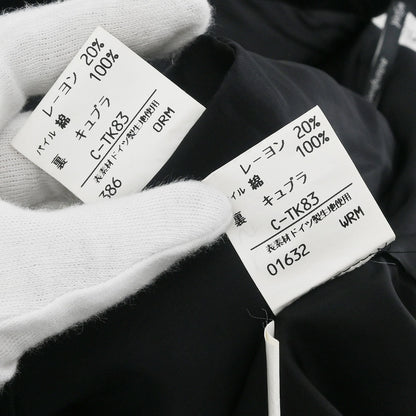 レーヨン 20%
パイル 綿 100%
裏 キュプラ
C-TK83
表素材ドイツ製生地使用
386 ORM
レーヨン 20%
パイル 綿 100%
裏 キュプラ
C-TK83
表素材ドイツ製生地使用
01632 WRM